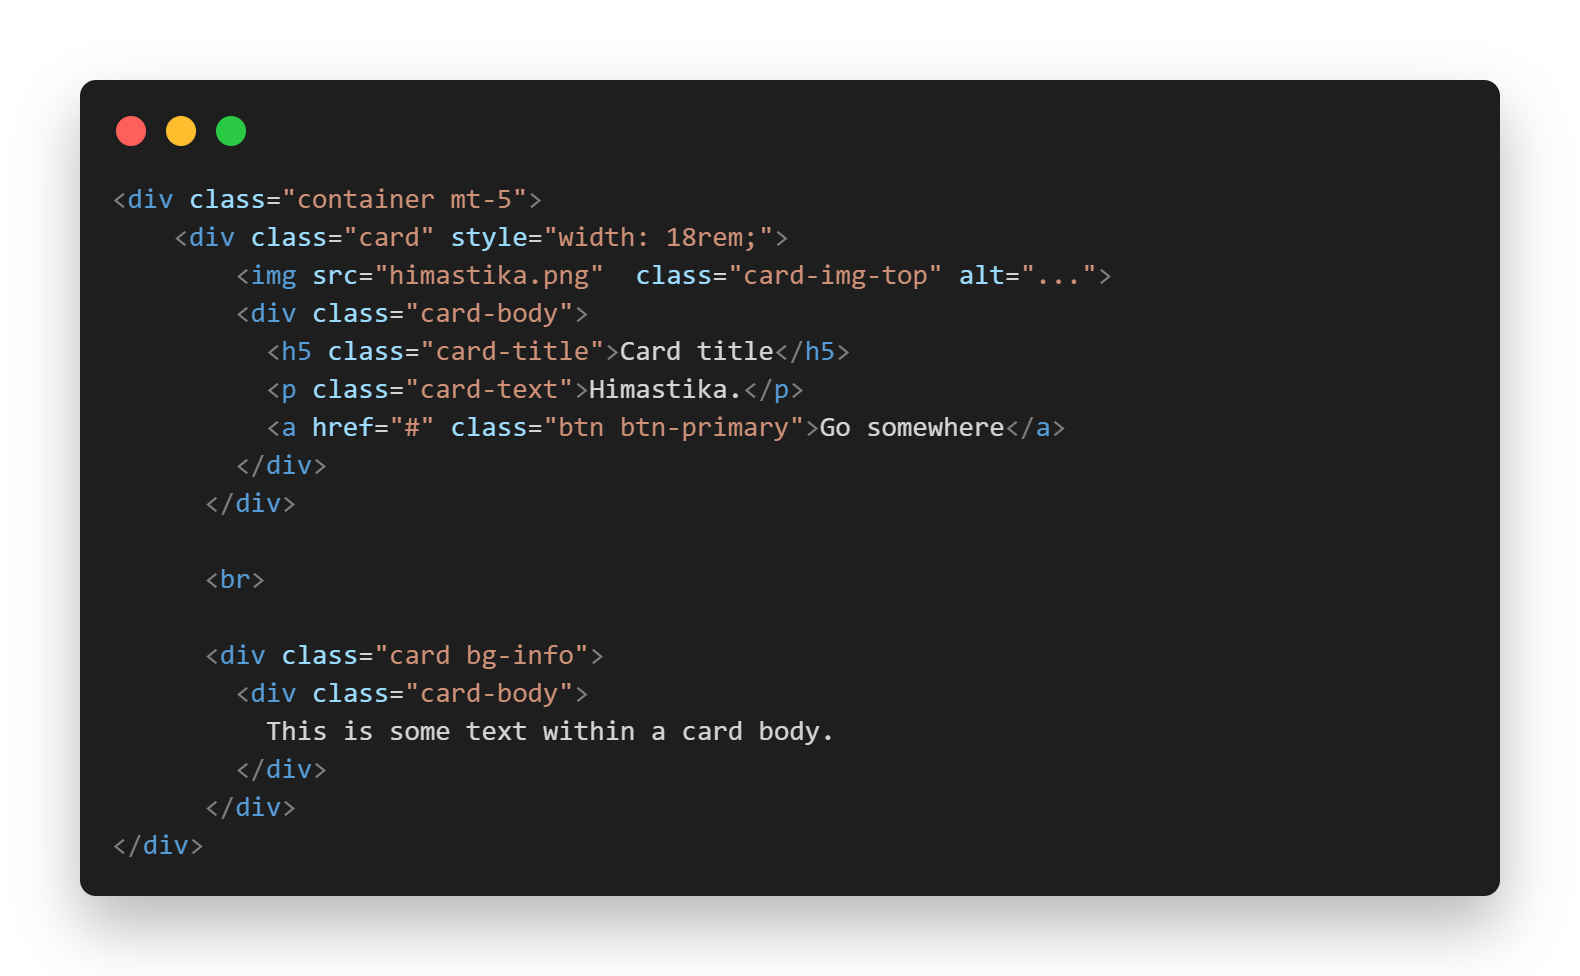 <div class="container mt-5">
    <div class="card" style="width: 18rem;">
        <img src="himastika.png"  class="card-img-top" alt="...">
        <div class="card-body">
          <h5 class="card-title">Card title</h5>
          <p class="card-text">Himastika.</p>
          <a href="#" class="btn btn-primary">Go somewhere</a>
        </div>
      </div>

      <br>

      <div class="card bg-info">
        <div class="card-body">
          This is some text within a card body.
        </div>
      </div>
</div>